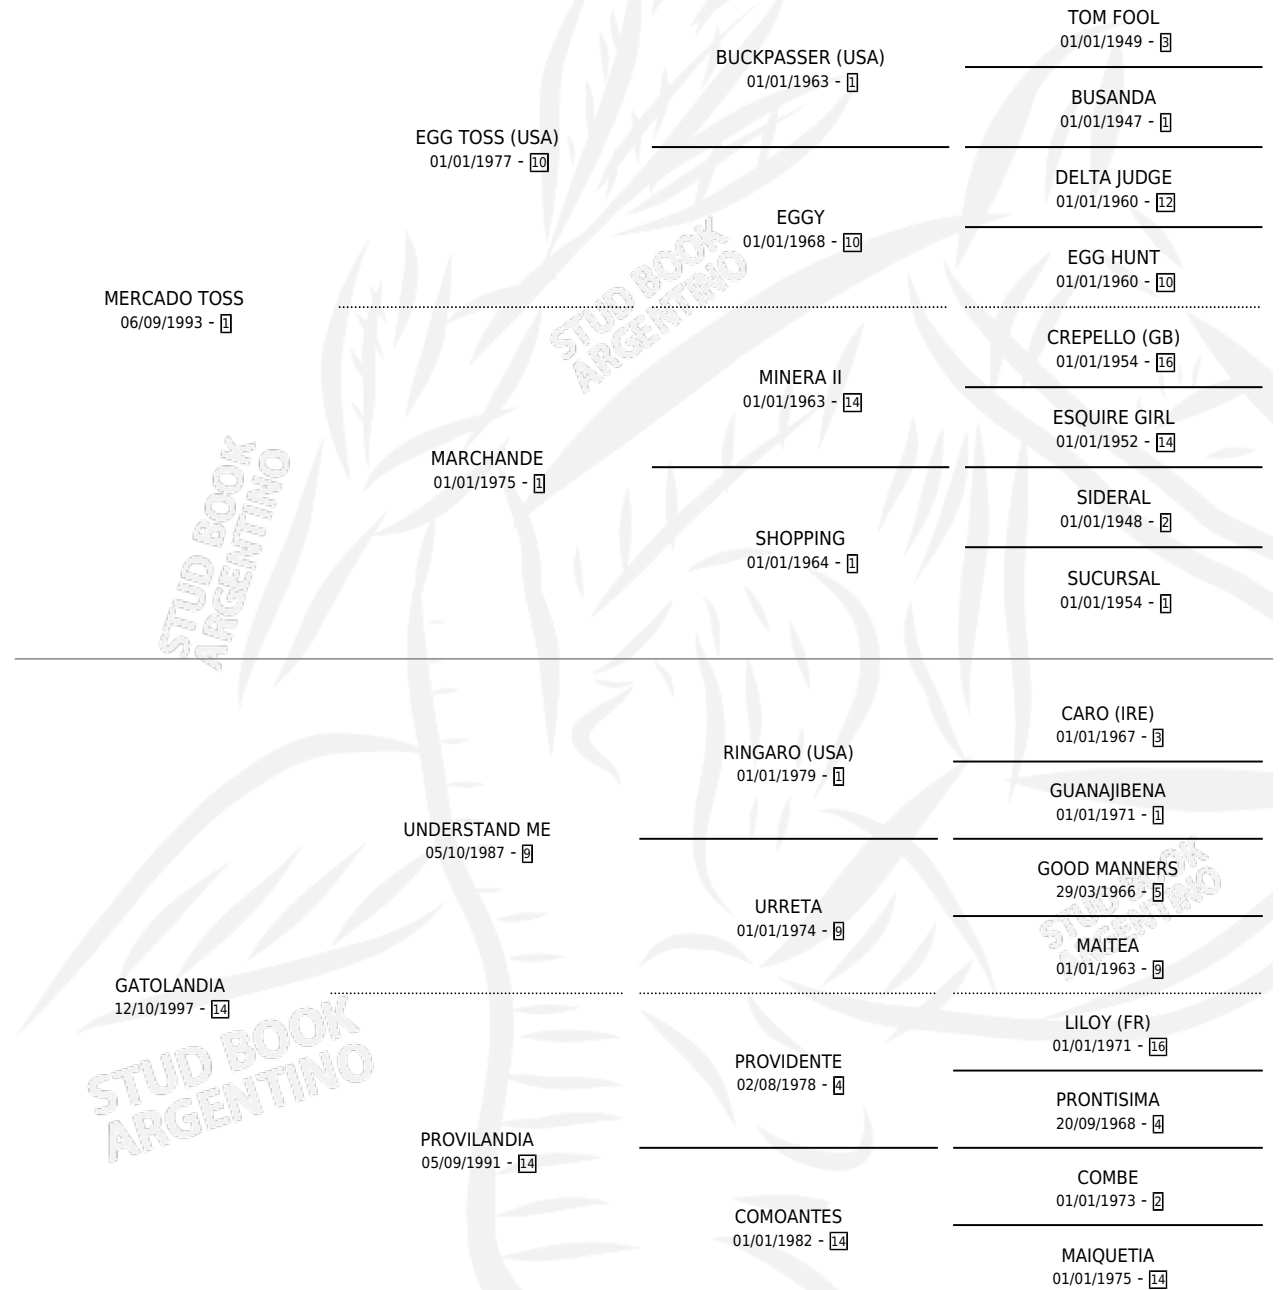 TOM FOOL
01/01/1949 - 3
BUCKPASSER (USA)
01/01/1963 - 1
BUSANDA
01/01/1947 - 1
EGG TOSS (USA)
01/01/1977 - 10
DELTA JUDGE
01/01/1960 - 12
EGGY
01/01/1968 - 10
EGG HUNT
01/01/1960 - 10
MERCADO TOSS
06/09/1993 - 1
STUD BOOK
ARGENTINO
CREPELLO (GB)
01/01/1954 - 16
MINERA II
01/01/1963 - 14
ESQUIRE GIRL
01/01/1952 - 14
MARCHANDE
01/01/1975 - 1
SIDERAL
01/01/1948 - 2
SHOPPING
01/01/1964 - 1
SUCURSAL
01/01/1954 - 1
STUD BOOK
ARGENTINO
CARO (IRE)
01/01/1967 - 3
RINGARO (USA)
01/01/1979 - 1
GUANAJIBENA
01/01/1971 - 1
UNDERSTAND ME
05/10/1987 - 9
GOOD MANNERS
29/03/1966 - 5
URRETA
01/01/1974 - 9
MAITEA
01/01/1963 - 9
STUD BOOK
ARGENTINO
GATOLANDIA
12/10/1997 - 14
LILOY (FR)
01/01/1971 - 16
PROVIDENTE
02/08/1978 - 4
PRONTISIMA
20/09/1968 - 4
STUD BOOK
ARGENTINO
PROVILANDIA
05/09/1991 - 14
COMBE
01/01/1973 - 2
COMOANTES
01/01/1982 - 14
MAIQUETIA
01/01/1975 - 14